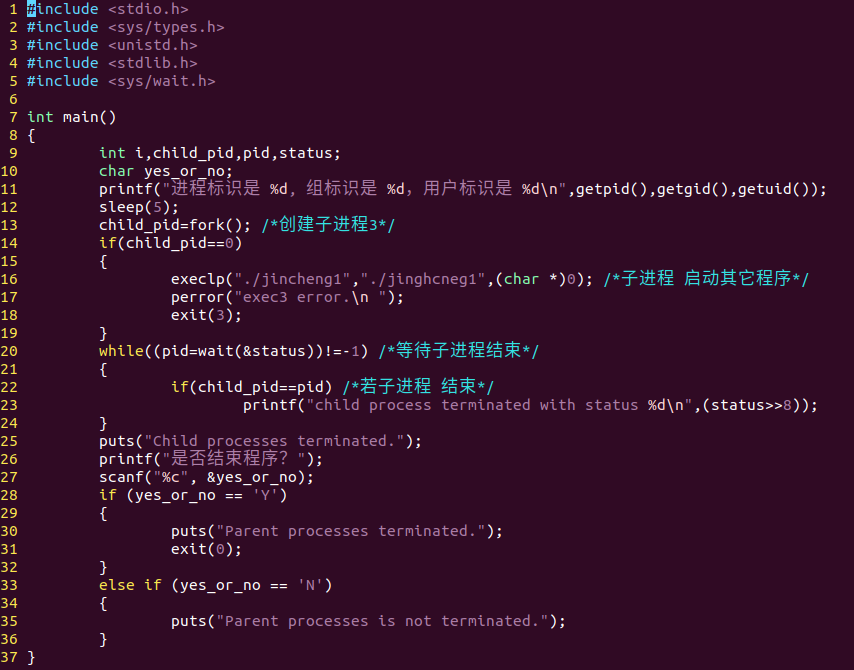 1 #include <stdio.h>
2 #include <sys/types.h>
3 #include <unistd.h>
4 #include <stdlib.h>
5 #include <sys/wait.h>
6
7 int main()
8 {
9         int i,child_pid,pid,status;
10         char yes_or_no;
11         printf("进程标识是 %d, 组标识是 %d，用户标识是 %d\n",getpid(),getgid(),getuid());
12         sleep(5);
13         child_pid=fork(); /*创建子进程3*/
14         if(child_pid==0)
15         {
16                 execlp("./jincheng1","./jinghcneg1",(char *)0); /*子进程 启动其它程序*/
17                 perror("exec3 error.\n ");
18                 exit(3);
19         }
20         while((pid=wait(&status))!=-1) /*等待子进程结束*/
21         {
22                 if(child_pid==pid) /*若子进程 结束*/
23                         printf("child process terminated with status %d\n",(status>>8));
24         }
25         puts("Child processes terminated.");
26         printf("是否结束程序？");
27         scanf("%c", &yes_or_no);
28         if (yes_or_no == 'Y')
29         {
30                 puts("Parent processes terminated.");
31                 exit(0);
32         }
33         else if (yes_or_no == 'N')
34         {
35                 puts("Parent processes is not terminated.");
36         }
37 }